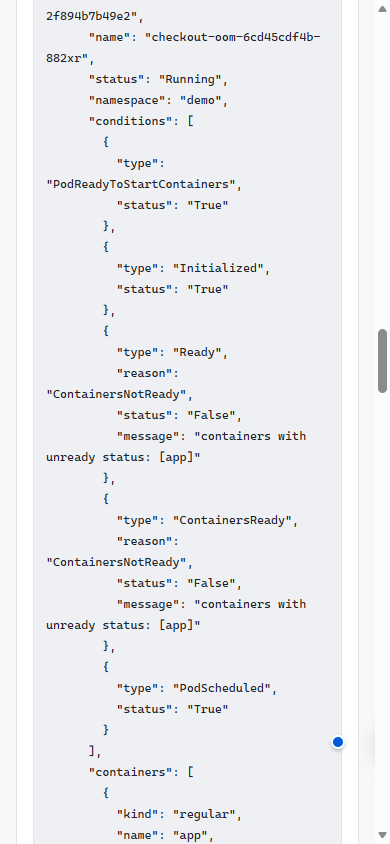 2f894b7b49e2",
"name": "checkout-oom-6cd45cdf4b-
882xr",
"status": "Running",
"namespace": "demo",
"conditions": [
{
"type":
"PodReadyToStartContainers",
"status": "True"
},
{
"type": "Initialized",
"status": "True"
},
{
"type": "Ready",
"reason":
"ContainersNotReady",
"status": "False",
"message": "containers with
unready status: [app]"
},
{
"type": "ContainersReady",
"reason":
"ContainersNotReady",
"status": "False",
"message": "containers with
unready status: [app]"
},
{
"type": "PodScheduled",
"status": "True"
}
],
"containers": [
{
"kind": "regular",
"name": "app",